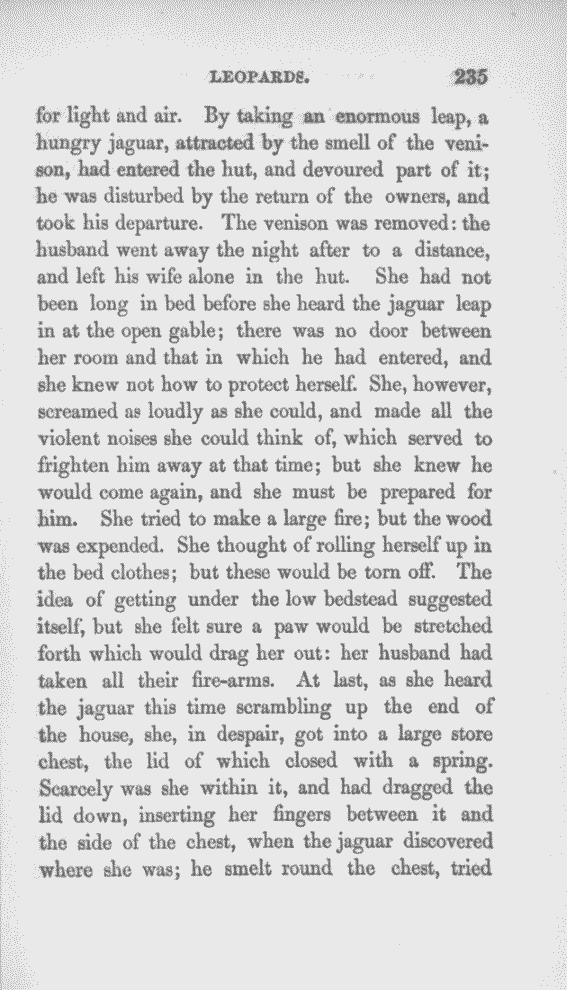 LEOPARDS. 235
for light and air. By taking an enormous leap, a
hungry jaguar, attracted by the smell of the veni-
son, had entered the hut, and devoured part of it;
he was disturbed by the return of the owners, and
took his departure. The venison was removed: the
husband went away the night after to a distance,
and left his wife alone in the hut. She had not
been long in bed before she heard the jaguar leap
in at the open gable; there was no door between
her room and that in which he had entered, and
she knew not how to protect herself. She, however,
screamed as loudly as she could, and made all the
violent noises she could think of, which served to
frighten him away at that time; but she knew he
would come again, and she must be prepared for
him. She tried to make a large fire; but the wood
was expended. She thought of rolling herself up in
the bed clothes; but these would be torn off. The
idea of getting under the low bedstead suggested
itself, but she felt sure a paw would be stretched
forth which would drag her out: her husband had
taken all their fire-arms. At last, as she heard
the jaguar this time scrambling up the end of
the house, she, in despair, got into a large store
chest, the lid of which closed with a spring.
Scarcely was she within it, and had dragged the
lid down, inserting her fingers between it and
the side of the chest, when the jaguar discovered
where she was; he smelt round the chest, tried